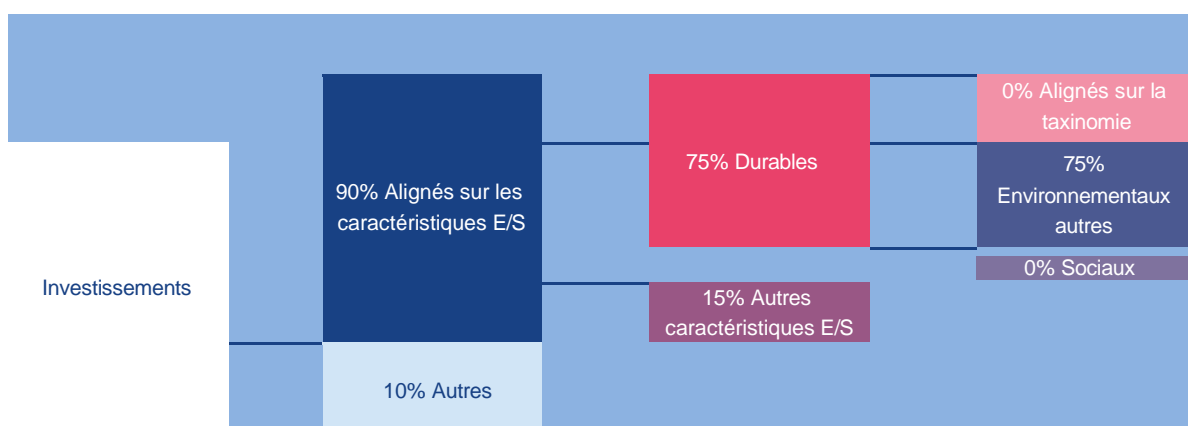 Investissements
90% Alignés sur les
caractéristiques E/S
10% Autres
75% Durables
15% Autres
caractéristiques E/S
0% Alignés sur la
taxinomie
75%
Environnementaux
autres
0% Sociaux